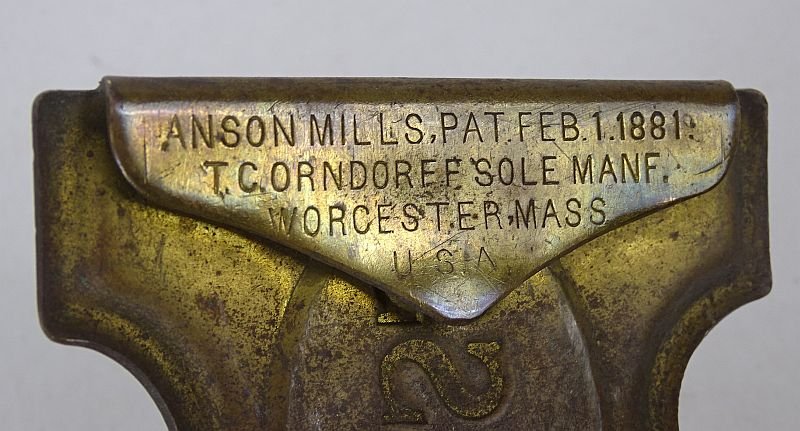 ANSON MILLS, PAT. FEB. 1. 1881.
T. C. ORNDORFF SOLE MANF.
WORCESTER, MASS
U S A